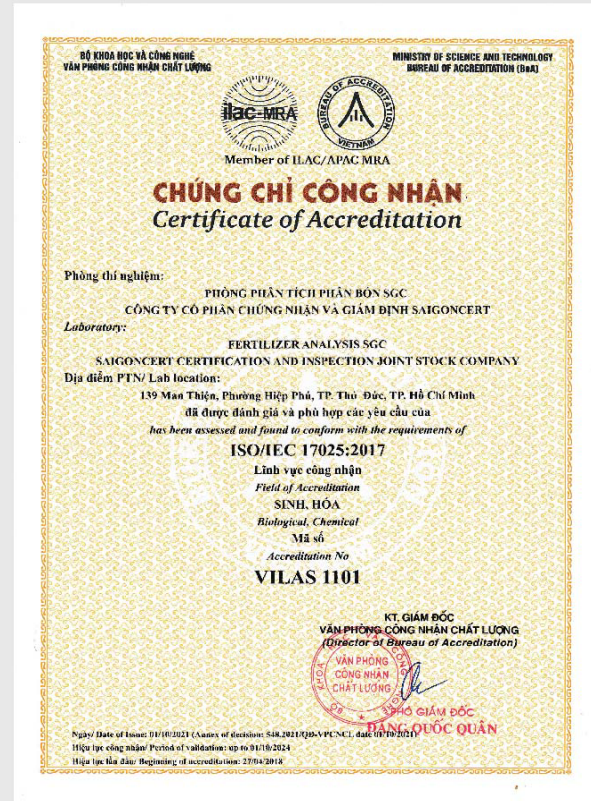 BỘ KHOA HỌC VÀ CÔNG NGHỆ
VĂN PHÒNG CÔNG NHẬN CHẤT LƯỢNG
MINISTRY OF SCIENCE AND TECHNOLOGY
BUREAU OF ACCREDITATION (BoA)
ilac-MRA
BUREAU OF ACCREDITATION
VIETNAM
Member of ILAC/APAC MRA
CHỨNG CHỈ CÔNG NHẬN
Certificate of Accreditation
Phòng thí nghiệm:
PHÒNG PHÂN TÍCH PHÂN BÓN SGC
CÔNG TY CỔ PHẦN CHỨNG NHẬN VÀ GIÁM ĐỊNH SAIGONCERT
Laboratory:
FERTILIZER ANALYSIS SGC
SAIGONCERT CERTIFICATION AND INSPECTION JOINT STOCK COMPANY
Địa điểm PTN/ Lab location:
139 Man Thiện, Phường Hiệp Phú, TP. Thủ Đức, TP. Hồ Chí Minh
đã được đánh giá và phù hợp các yêu cầu của
has been assessed and found to conform with the requirements of
ISO/IEC 17025:2017
Lĩnh vực công nhận
Field of Accreditation
SINH, HÓA
Biological, Chemical
Mã số
Accreditation No
VILAS 1101
KT. GIÁM ĐỐC
VĂN PHÒNG CÔNG NHẬN CHẤT LƯỢNG
(Director of Bureau of Accreditation)
BỘ KHOA HỌC VÀ CÔNG NGHỆ
VĂN PHÒNG
CÔNG NHẬN
CHẤT LƯỢNG
PHÓ GIÁM ĐỐC
ĐẶNG QUỐC QUÂN
Ngày/ Date of Issue: 01/10/2021 (Annex of decision: 548.2021/QĐ-VPCNCL date 01/10/2021)
Hiệu lực công nhận/ Period of validation: up to 01/10/2024
Hiệu lực lần đầu/ Beginning of accreditation: 27/04/2018